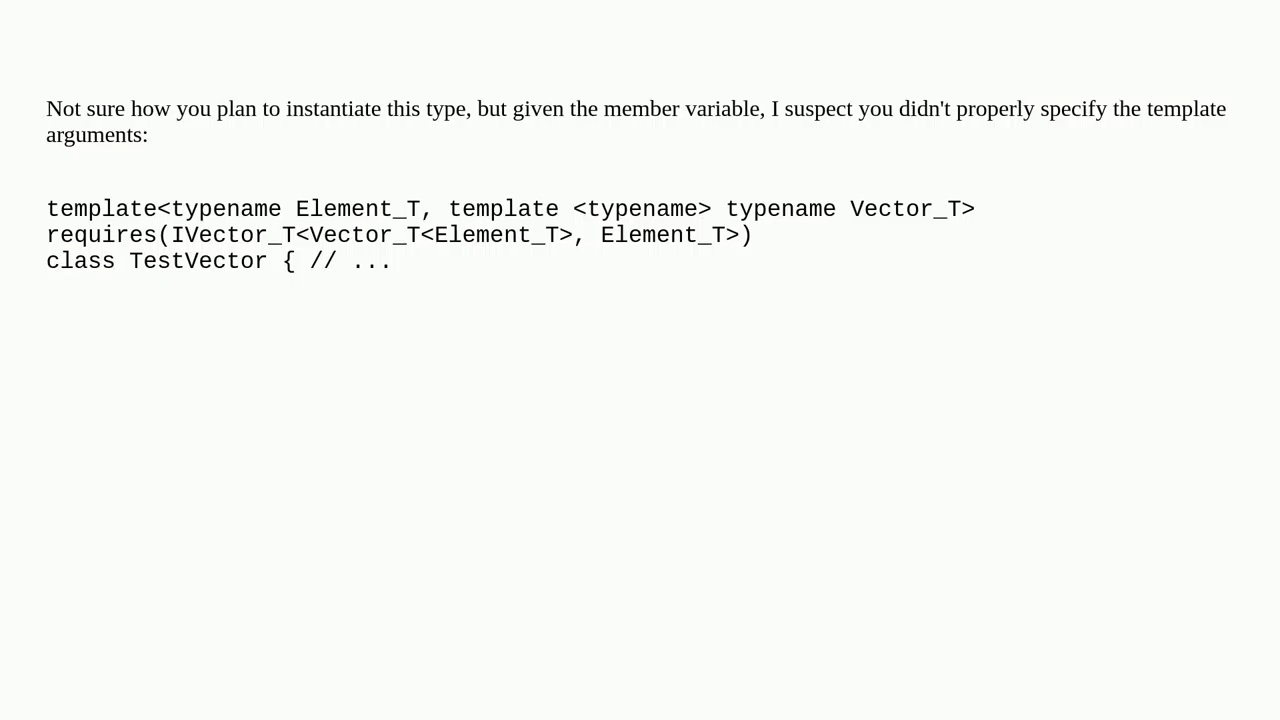 Not sure how you plan to instantiate this type, but given the member variable, I suspect you didn't properly specify the template
arguments:
template<typename Element_T, template <typename> typename Vector_T>
requires(IVector_T<Vector_T<Element_T>, Element_T>)
class TestVector { // ...